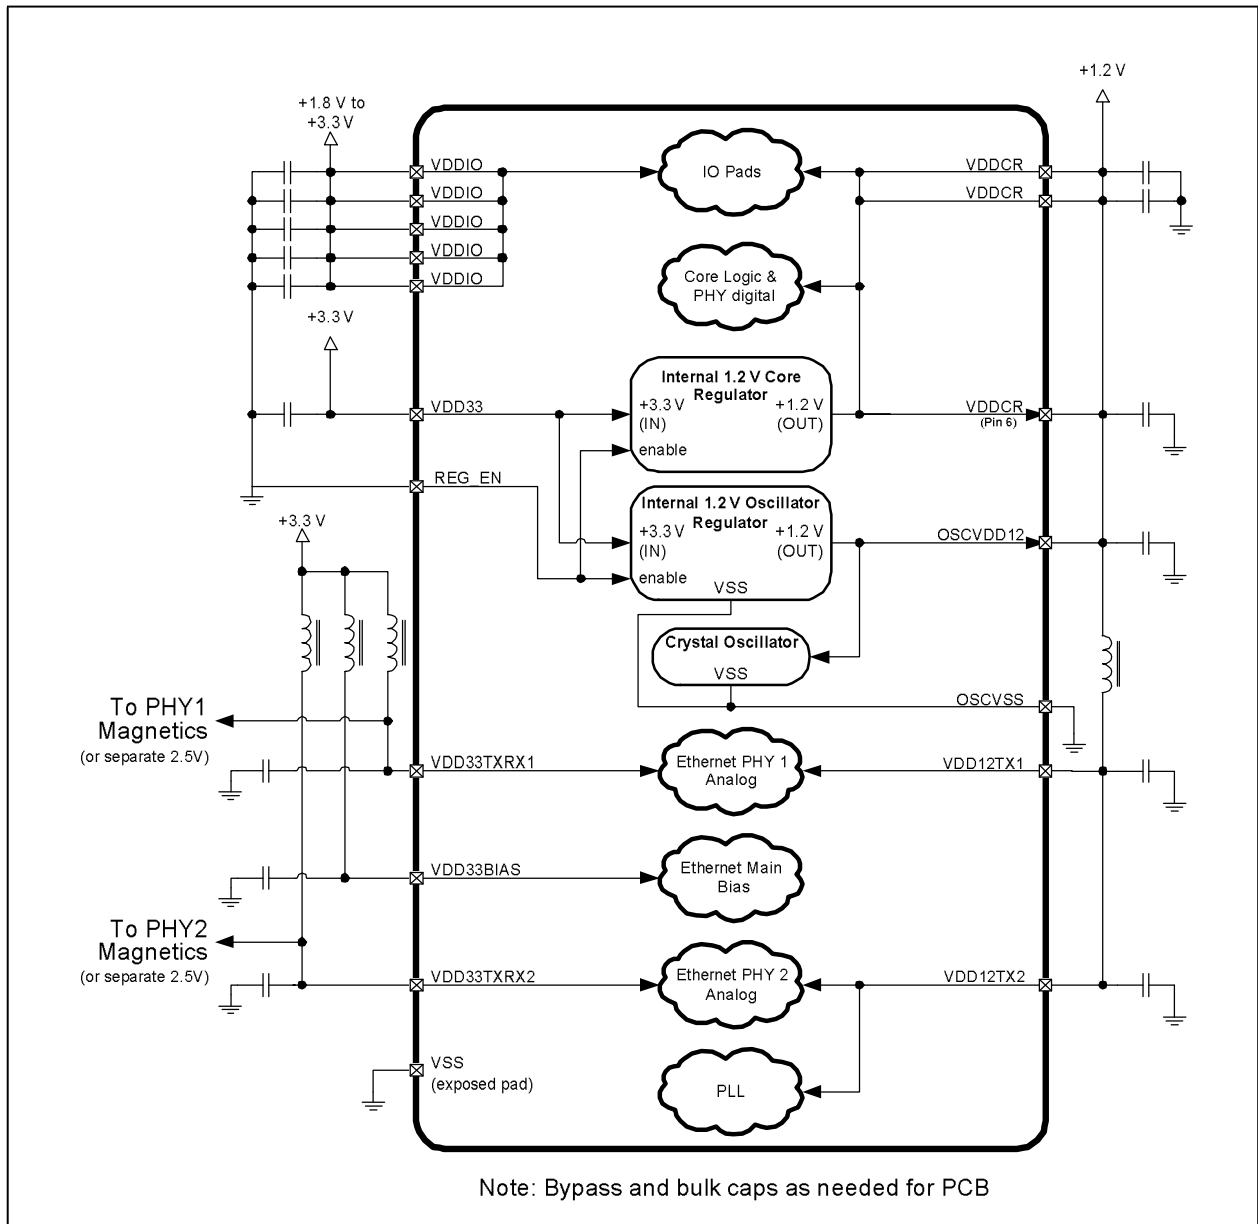 +1.2 V
+1.8 V to
+3.3 V
VDDIO
VDDIO
VDDIO
VDDIO
VDDIO
IO Pads
VDDCR
VDDCR
Core Logic &
PHY digital
+3.3 V
Internal 1.2 V Core
Regulator
+3.3 V
(IN)
+1.2 V
(OUT)
enable
VDD33
VDDCR
(Pin 6)
REG_EN
Internal 1.2 V Oscillator
Regulator
+3.3 V
(IN)
+1.2 V
(OUT)
enable
VSS
OSCVDD12
+3.3 V
Crystal Oscillator
VSS
OSCVSS
To PHY1
Magnetics
(or separate 2.5V)
VDD33TXRX1
Ethernet PHY 1
Analog
VDD12TX1
VDD33BIAS
Ethernet Main
Bias
To PHY2
Magnetics
(or separate 2.5V)
VDD33TXRX2
Ethernet PHY 2
Analog
VDD12TX2
VSS
(exposed pad)
PLL
Note: Bypass and bulk caps as needed for PCB